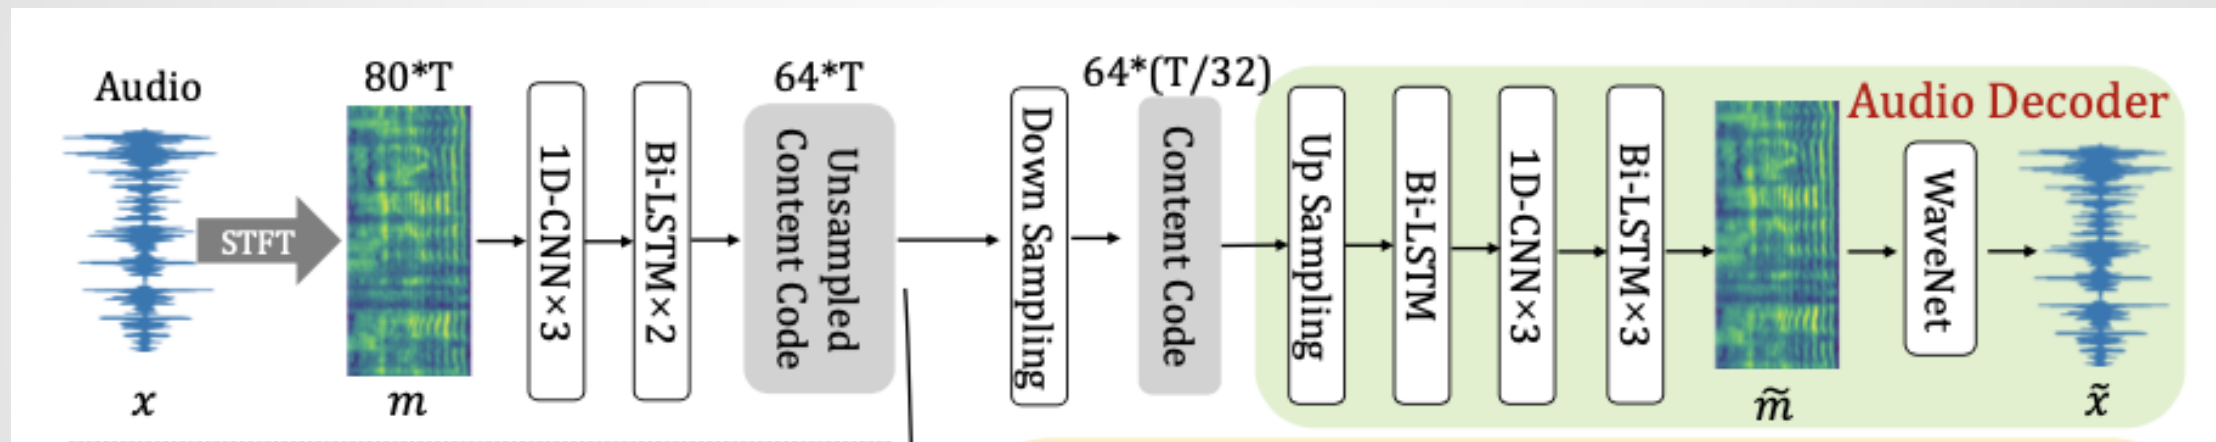 Audio
STFT
x
80*T
m
1D-CNN×3
Bi-LSTM×2
64*T
Unsampled
Content Code
Down Sampling
64*(T/32)
Content Code
Audio Decoder
Up Sampling
Bi-LSTM
1D-CNN×3
Bi-LSTM×3
m̃
WaveNet
x̃